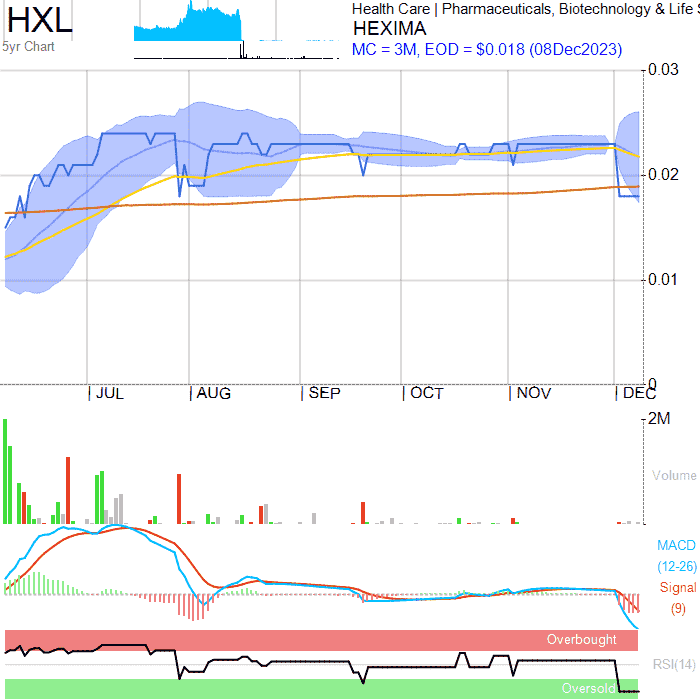 HXL
5yr Chart
Health Care | Pharmaceuticals, Biotechnology & Life S
HEXIMA
MC = 3M, EOD = $0.018 (08Dec2023)
0.03
0.02
0.01
0
JUL AUG SEP OCT NOV DEC
2M
Volume
MACD
(12-26)
Signal
(9)
Overbought
RSI(14)
Oversold